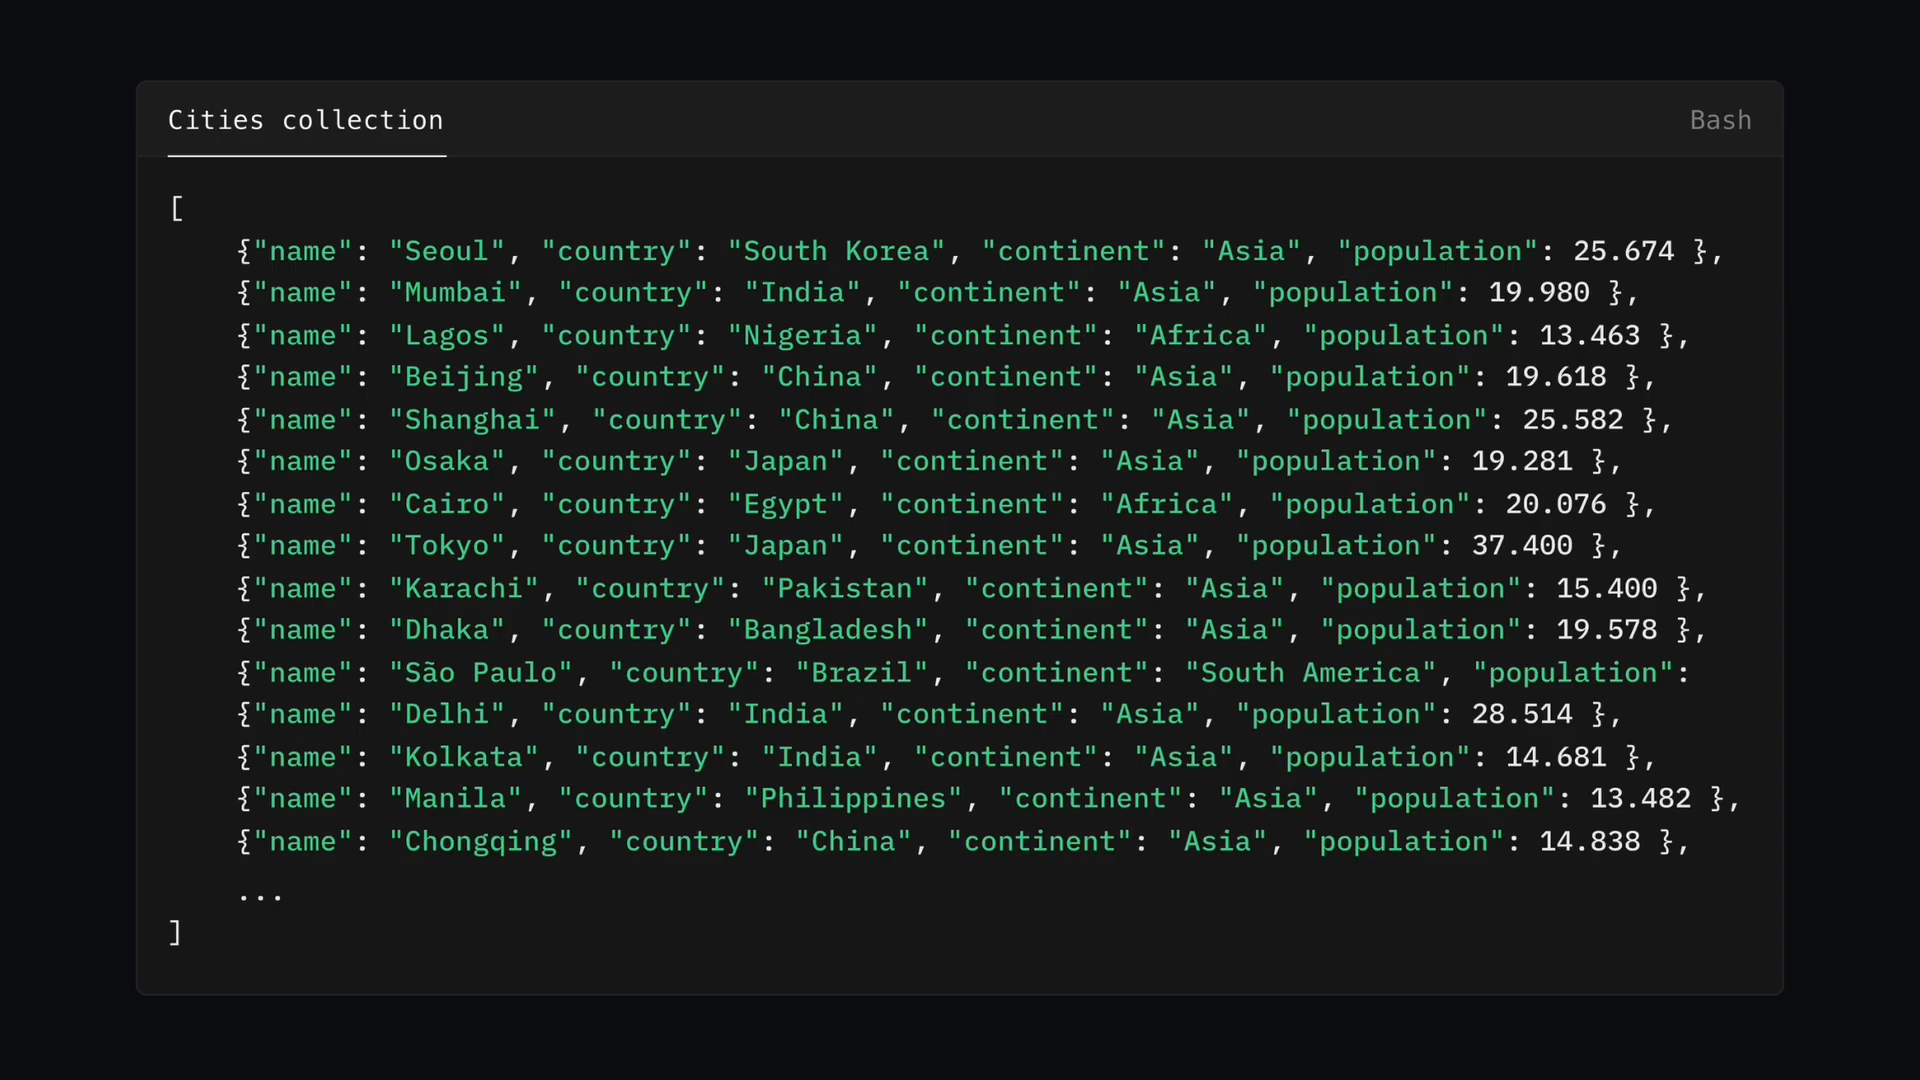 Cities collection
Bash
[
{"name": "Seoul", "country": "South Korea", "continent": "Asia", "population": 25.674 },
{"name": "Mumbai", "country": "India", "continent": "Asia", "population": 19.980 },
{"name": "Lagos", "country": "Nigeria", "continent": "Africa", "population": 13.463 },
{"name": "Beijing", "country": "China", "continent": "Asia", "population": 19.618 },
{"name": "Shanghai", "country": "China", "continent": "Asia", "population": 25.582 },
{"name": "Osaka", "country": "Japan", "continent": "Asia", "population": 19.281 },
{"name": "Cairo", "country": "Egypt", "continent": "Africa", "population": 20.076 },
{"name": "Tokyo", "country": "Japan", "continent": "Asia", "population": 37.400 },
{"name": "Karachi", "country": "Pakistan", "continent": "Asia", "population": 15.400 },
{"name": "Dhaka", "country": "Bangladesh", "continent": "Asia", "population": 19.578 },
{"name": "São Paulo", "country": "Brazil", "continent": "South America", "population":
{"name": "Delhi", "country": "India", "continent": "Asia", "population": 28.514 },
{"name": "Kolkata", "country": "India", "continent": "Asia", "population": 14.681 },
{"name": "Manila", "country": "Philippines", "continent": "Asia", "population": 13.482 },
{"name": "Chongqing", "country": "China", "continent": "Asia", "population": 14.838 },
...
]